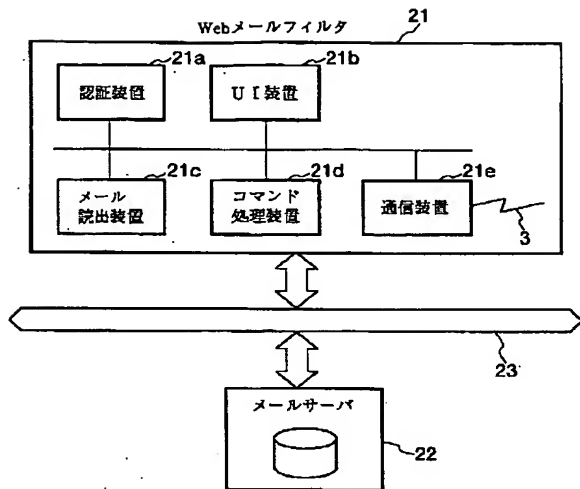 Webメールフィルタ
21
21a
認証装置
21b
UI装置
21c
メール
読出装置
21d
コマンド
処理装置
21e
通信装置
3
23
メールサーバ
22